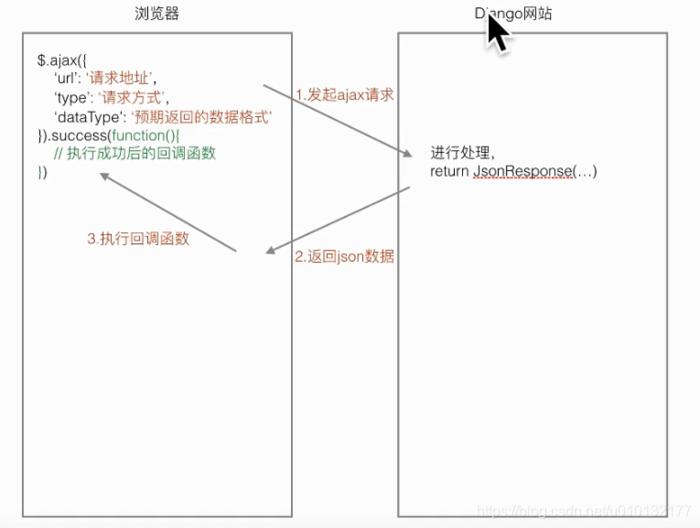 浏览器
Django网站
$.ajax({
'url': '请求地址',
'type': '请求方式',
'dataType': '预期返回的数据格式'
}).success(function(){
// 执行成功后的回调函数
})
1.发起ajax请求
进行处理,
return JsonResponse(…)
2.返回json数据
3.执行回调函数
https://blog.csdn.net/u010132177